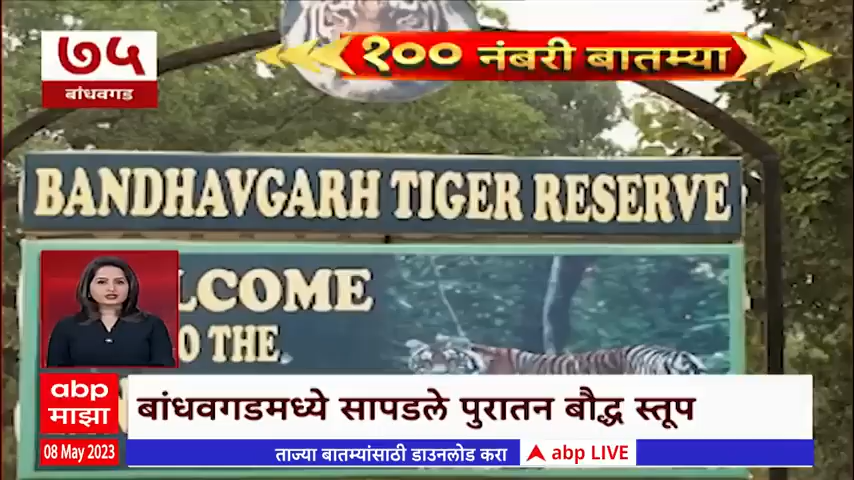 ७५
बांधवगड
१०० नंबरी बातम्या
BANDHAVGARH TIGER RESERVE
LCOME
O THE
abp
माझा
बांधवगडमध्ये सापडले पुरातन बौद्ध स्तूप
08 May 2023
ताज्या बातम्यांसाठी डाउनलोड करा
abp LIVE